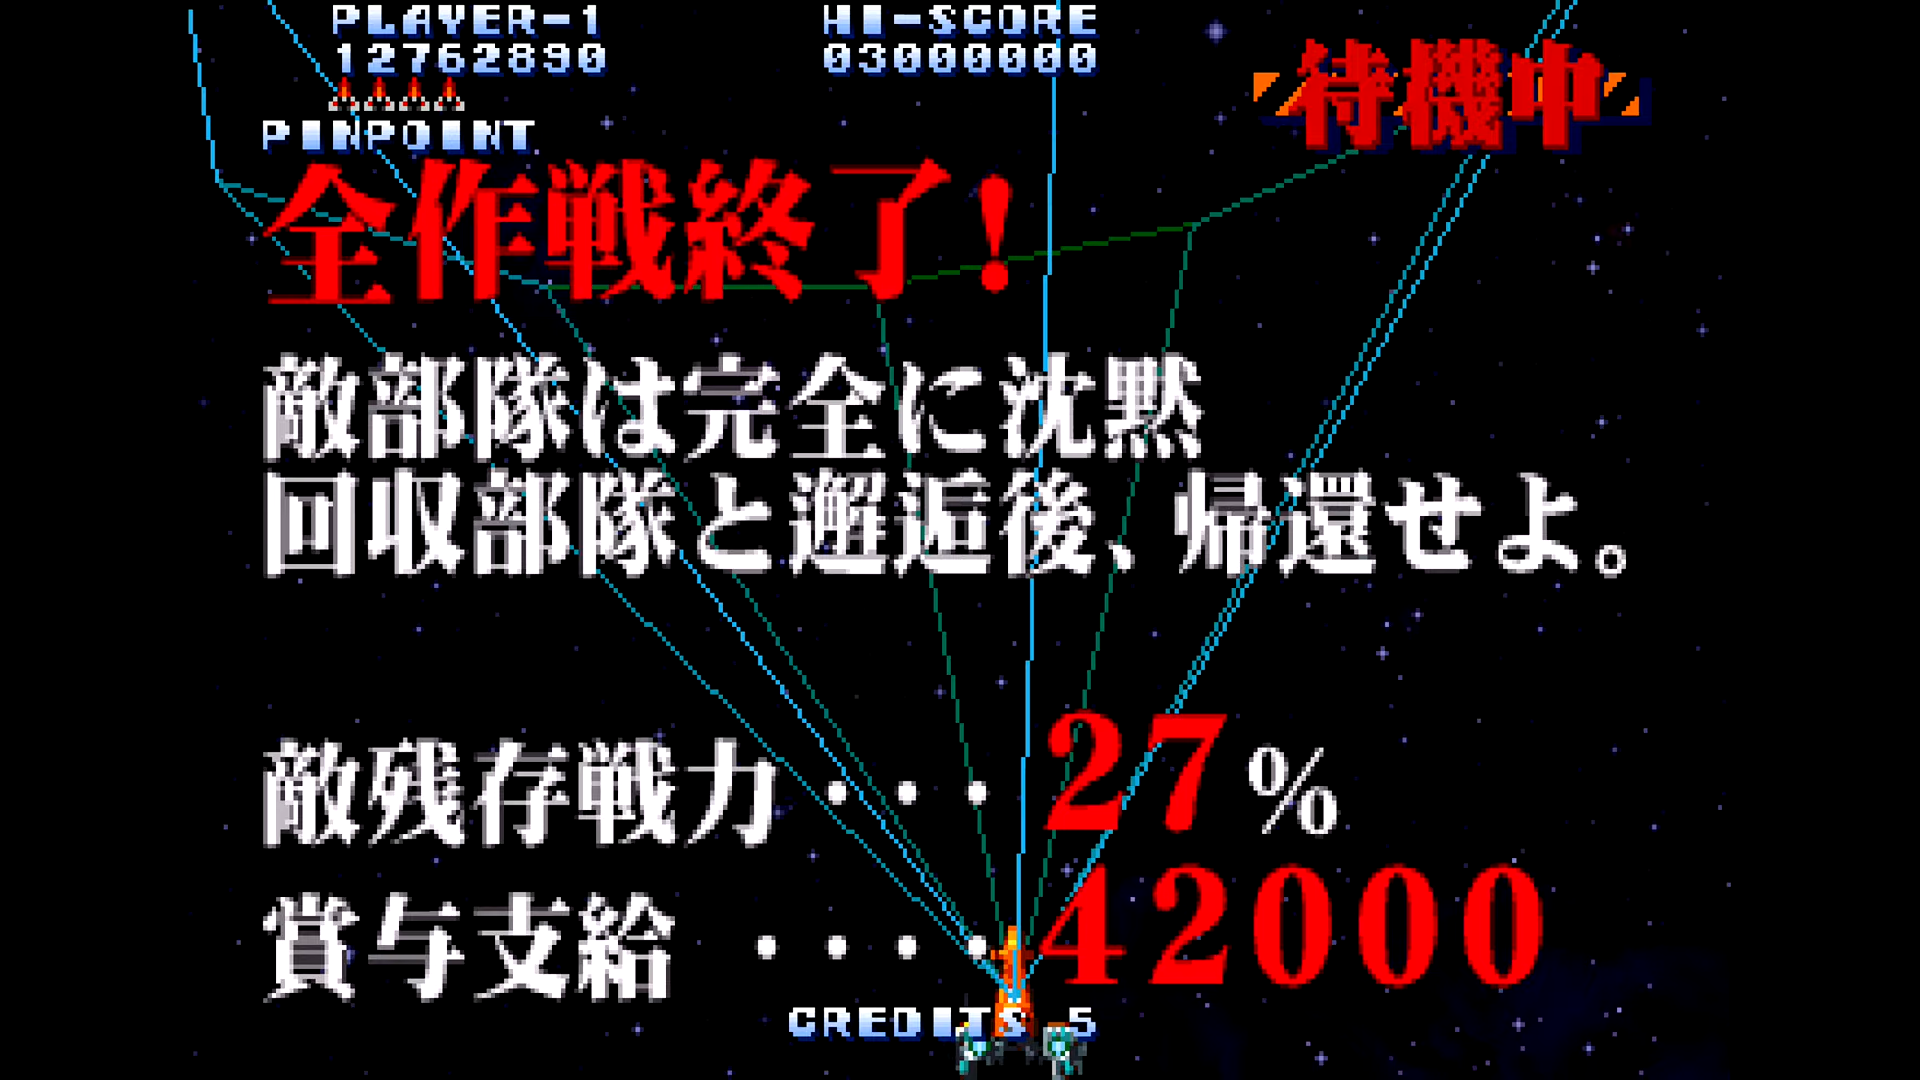 PLAYER-1
12762890
HI-SCORE
03000000
待機中
PINPOINT
全作戦終了!
敵部隊は完全に沈黙
回収部隊と邂逅後、帰還せよ。
敵残存戦力・・・27%
賞与支給・・・・42000
CREDITS 5